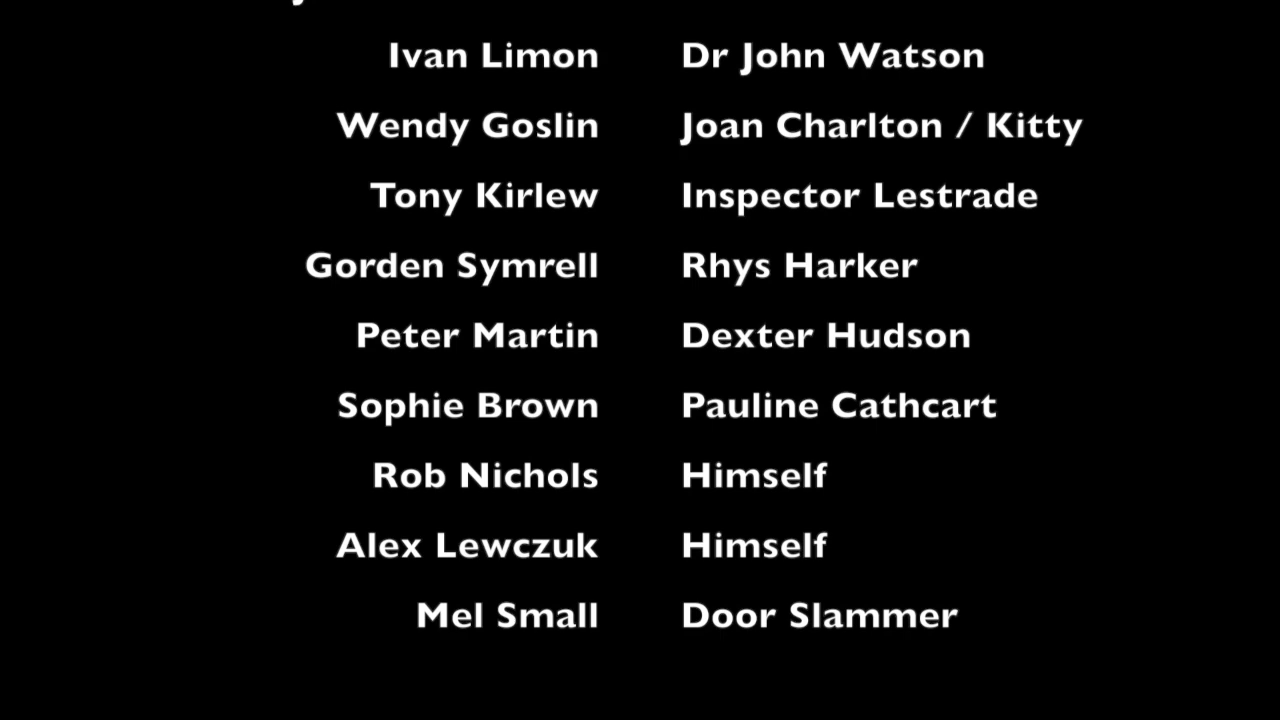 Ivan Limon Dr John Watson
Wendy Goslin Joan Charlton / Kitty
Tony Kirlew Inspector Lestrade
Gorden Symrell Rhys Harker
Peter Martin Dexter Hudson
Sophie Brown Pauline Cathcart
Rob Nichols Himself
Alex Lewczuk Himself
Mel Small Door Slammer